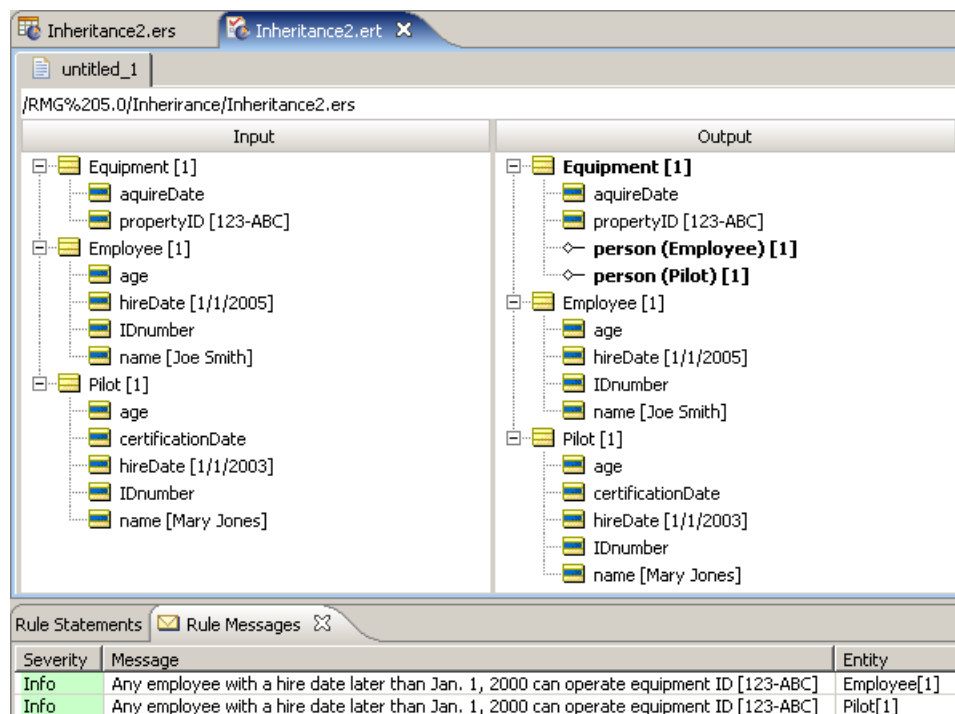 Inheritance2.ers Inheritance2.ert
untitled_1
/RMG%205.0/Inherirance/Inheritance2.ers
Input
Equipment [1]
aquireDate
propertyID [123-ABC]
Employee [1]
age
hireDate [1/1/2005]
IDnumber
name [Joe Smith]
Pilot [1]
age
certificationDate
hireDate [1/1/2003]
IDnumber
name [Mary Jones]
Output
Equipment [1]
aquireDate
propertyID [123-ABC]
person (Employee) [1]
person (Pilot) [1]
Employee [1]
age
hireDate [1/1/2005]
IDnumber
name [Joe Smith]
Pilot [1]
age
certificationDate
hireDate [1/1/2003]
IDnumber
name [Mary Jones]
Rule Statements Rule Messages
Severity Message Entity
Info Any employee with a hire date later than Jan. 1, 2000 can operate equipment ID [123-ABC] Employee[1]
Info Any employee with a hire date later than Jan. 1, 2000 can operate equipment ID [123-ABC] Pilot[1]